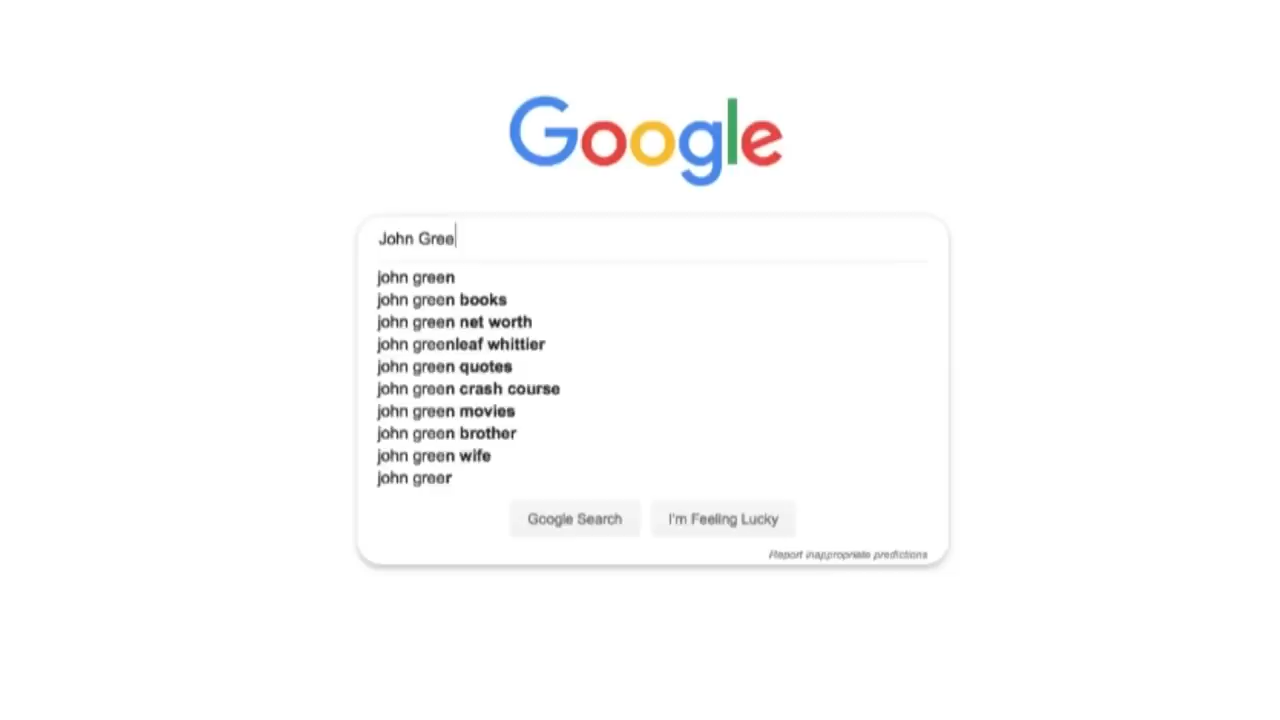 Google
John Gree
john green
john green books
john green net worth
john greenleaf whittier
john green quotes
john green crash course
john green movies
john green brother
john green wife
john greer
Google Search
I'm Feeling Lucky
Report inappropriate predictions